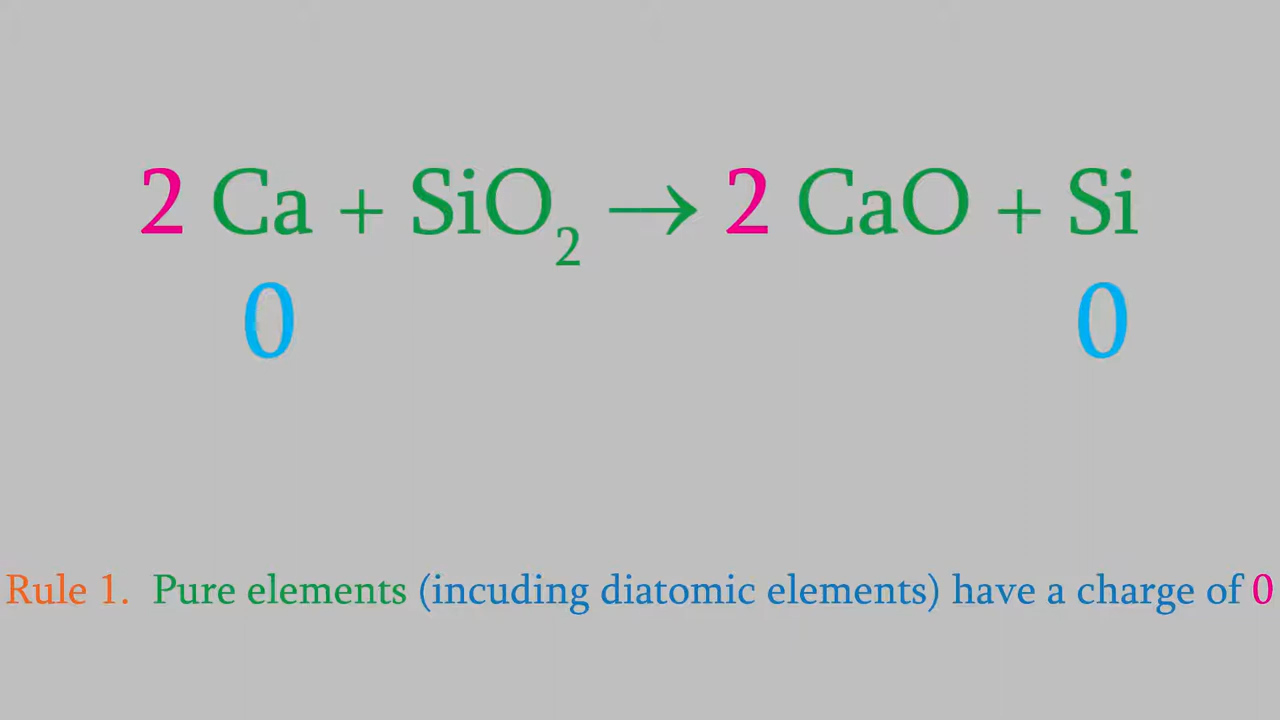 2 Ca + SiO₂ → 2 CaO + Si
0 0
Rule 1. Pure elements (incuding diatomic elements) have a charge of 0